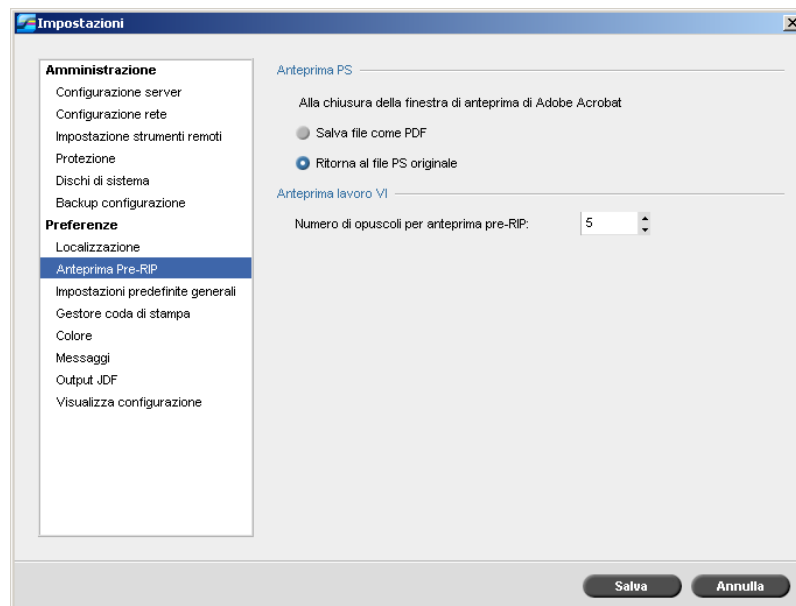 Impostazioni
Amministrazione
Configurazione server
Configurazione rete
Impostazione strumenti remoti
Protezione
Dischi di sistema
Backup configurazione
Preferenze
Localizzazione
Anteprima Pre-RIP
Impostazioni predefinite generali
Gestore coda di stampa
Colore
Messaggi
Output JDF
Visualizza configurazione
Anteprima PS
Alla chiusura della finestra di anteprima di Adobe Acrobat
Salva file come PDF
Ritorna al file PS originale
Anteprima lavoro VI
Numero di opuscoli per anteprima pre-RIP: 5
Salva Annulla